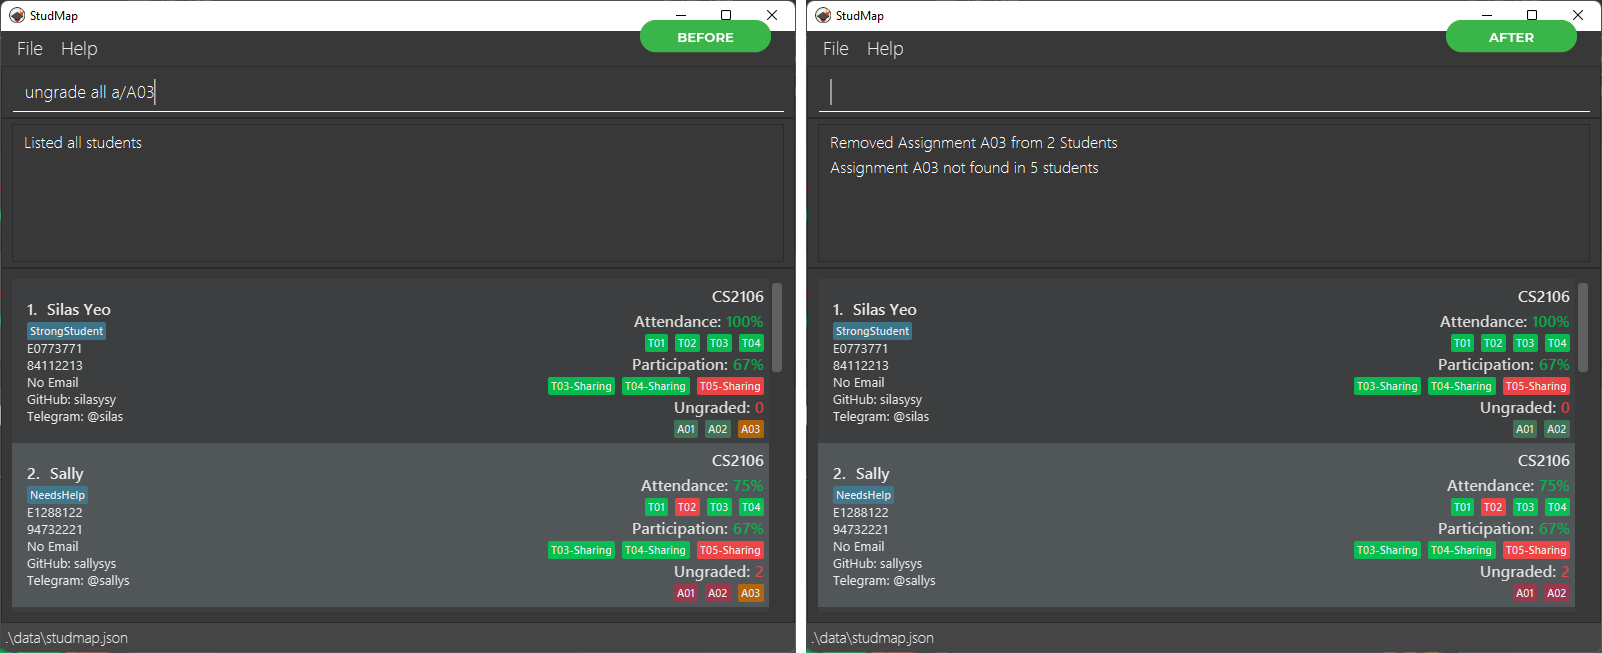 StudMap
BEFORE
File Help
ungrade all a/A03
Listed all students
1. Silas Yeo
StrongStudent
E0773771
84112213
No Email
GitHub: silasysy
Telegram: @silas
CS2106
Attendance: 100%
T01 T02 T03 T04
Participation: 67%
T03-Sharing T04-Sharing T05-Sharing
Ungraded: 0
A01 A02 A03
2. Sally
NeedsHelp
E1288122
94732221
No Email
GitHub: sallysys
Telegram: @sallys
CS2106
Attendance: 75%
T01 T02 T03 T04
Participation: 67%
T03-Sharing T04-Sharing T05-Sharing
Ungraded: 2
A01 A02 A03
.\data\studmap.json
StudMap
AFTER
File Help
Removed Assignment A03 from 2 Students
Assignment A03 not found in 5 students
1. Silas Yeo
StrongStudent
E0773771
84112213
No Email
GitHub: silasysy
Telegram: @silas
CS2106
Attendance: 100%
T01 T02 T03 T04
Participation: 67%
T03-Sharing T04-Sharing T05-Sharing
Ungraded: 0
A01 A02
2. Sally
NeedsHelp
E1288122
94732221
No Email
GitHub: sallysys
Telegram: @sallys
CS2106
Attendance: 75%
T01 T02 T03 T04
Participation: 67%
T03-Sharing T04-Sharing T05-Sharing
Ungraded: 2
A01 A02
.\data\studmap.json